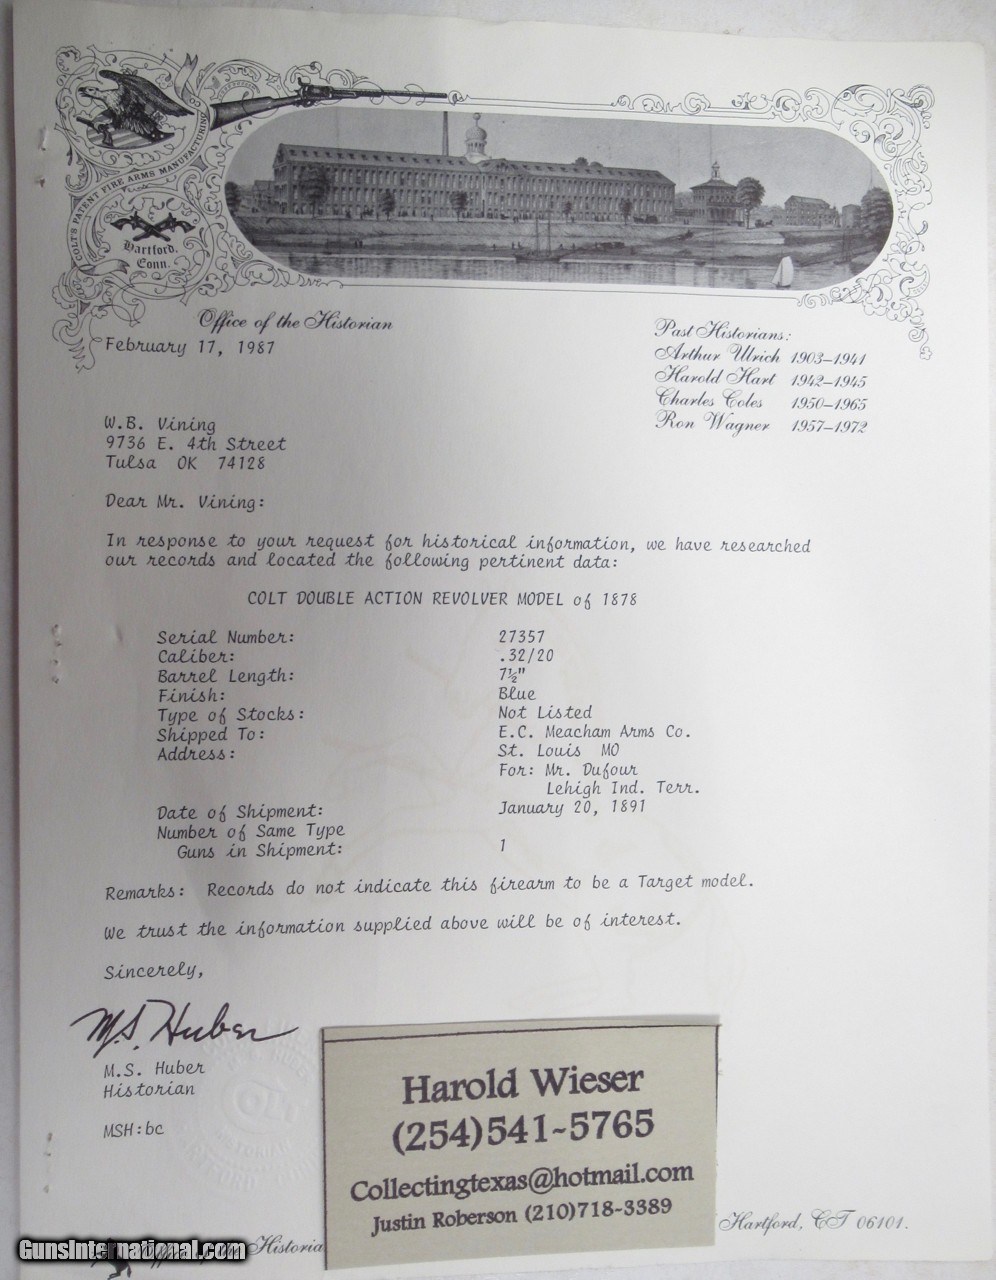 COLT'S PATENT FIRE ARMS MANUFACTURING CO
Hartford,
Conn.
Office of the Historian
February 17, 1987
Past Historians:
Arthur Ulrich 1903–1941
Harold Hart 1942–1945
Charles Coles 1950–1965
Ron Wagner 1957–1972
W.B. Vining
9736 E. 4th Street
Tulsa OK 74128
Dear Mr. Vining:
In response to your request for historical information, we have researched
our records and located the following pertinent data:
COLT DOUBLE ACTION REVOLVER MODEL of 1878
Serial Number: 27357
Caliber: .32/20
Barrel Length: 7½"
Finish: Blue
Type of Stocks: Not Listed
Shipped To: E.C. Meacham Arms Co.
Address: St. Louis MO
For: Mr. Dufour
Lehigh Ind. Terr.
Date of Shipment: January 20, 1891
Number of Same Type
Guns in Shipment: 1
Remarks: Records do not indicate this firearm to be a Target model.
We trust the information supplied above will be of interest.
Sincerely,
M.S. Huber
M.S. Huber
Historian
MSH:bc
Harold Wieser
(254)541-5765
Collectingtexas@hotmail.com
Justin Roberson (210)718-3389
Hartford, CT 06101.
Office of the Historia
GunsInternational.com